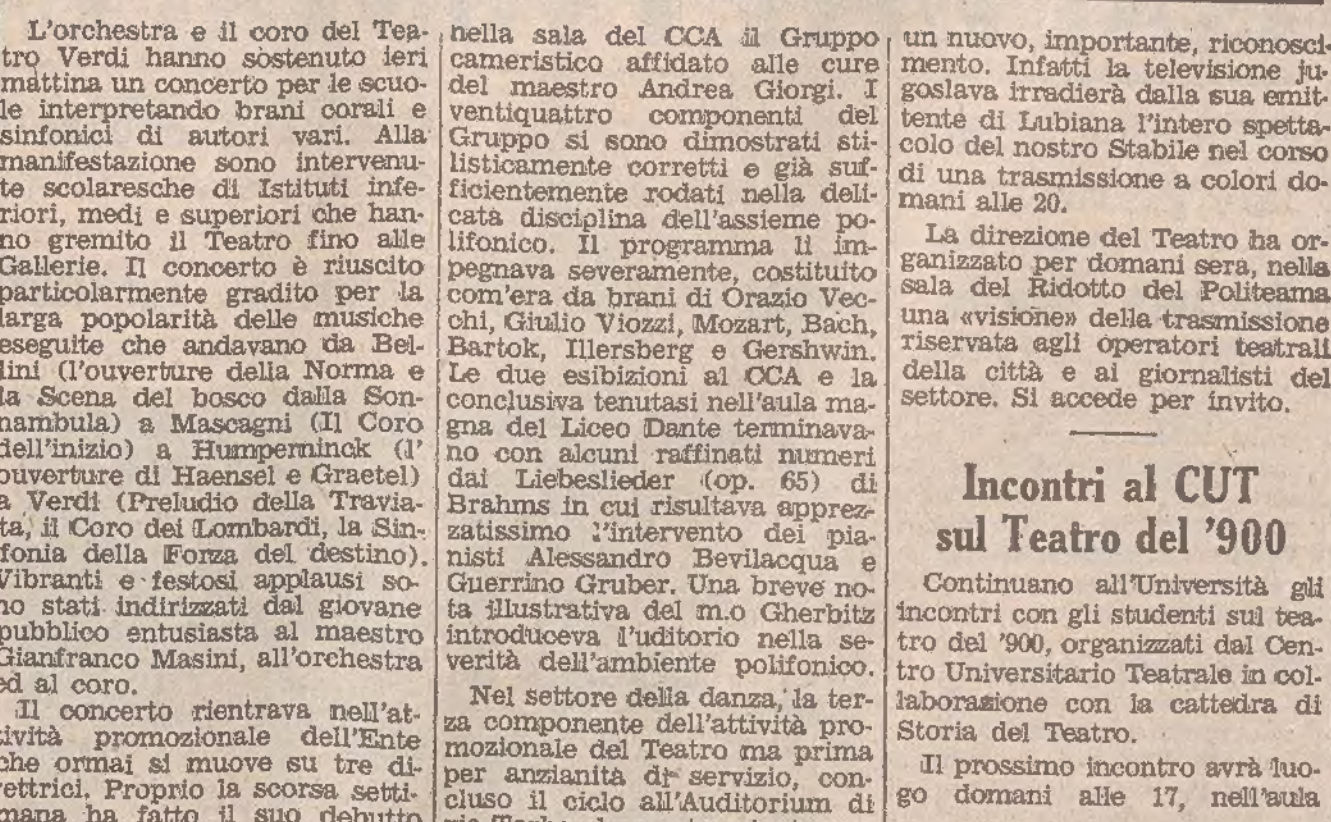 L'orchestra e il coro del Tea-
tro Verdi hanno sostenuto ieri
mattina un concerto per le scuo-
le interpretando brani corali e
sinfonici di autori vari. Alla
manifestazione sono intervenu-
te scolaresche di Istituti infe-
riori, medi e superiori che han-
no gremito il Teatro fino alle
Gallerie. Il concerto è riuscito
particolarmente gradito per la
larga popolarità delle musiche
eseguite che andavano da Bel-
lini (l'ouverture della Norma e
la Scena del bosco dalla Son-
nambula) a Mascagni (Il Coro
dell'inizio) a Humperninck (l'
ouverture di Haensel e Graetel)
a Verdi (Preludio della Travia-
ta, il Coro dei Lombardi, la Sin-
fonia della Forza del destino).
Vibranti e festosi applausi so-
no stati indirizzati dal giovane
pubblico entusiasta al maestro
Gianfranco Masini, all'orchestra
ed al coro.
Il concerto rientrava nell'at-
tività promozionale dell'Ente
che ormai si muove su tre di-
rettrici. Proprio la scorsa setti-
mana ha fatto il suo debutto
nella sala del CCA il Gruppo
cameristico affidato alle cure
del maestro Andrea Giorgi. I
ventiquattro componenti del
Gruppo si sono dimostrati sti-
listicamente corretti e già suf-
ficientemente rodati nella deli-
cata disciplina dell'assieme po-
lifonico. Il programma li im-
pegnava severamente, costituito
com'era da brani di Orazio Vec-
chi, Giulio Viozzi, Mozart, Bach,
Bartok, Illersberg e Gershwin.
Le due esibizioni al CCA e la
conclusiva tenutasi nell'aula ma-
gna del Liceo Dante terminava-
no con alcuni raffinati numeri
dai Liebeslieder (op. 65) di
Brahms in cui risultava apprez-
zatissimo l'intervento dei pia-
nisti Alessandro Bevilacqua e
Guerrino Gruber. Una breve no-
ta illustrativa del m.o Gherbitz
introduceva l'uditorio nella se-
verità dell'ambiente polifonico.
Nel settore della danza, la ter-
za componente dell'attività pro-
mozionale del Teatro ma prima
per anzianità di servizio, con-
cluso il ciclo all'Auditorium di
un nuovo, importante, riconosci-
mento. Infatti la televisione ju-
goslava irradierà dalla sua emit-
tente di Lubiana l'intero spetta-
colo del nostro Stabile nel corso
di una trasmissione a colori do-
mani alle 20.
La direzione del Teatro ha or-
ganizzato per domani sera, nella
sala del Ridotto del Politeama
una «visione» della trasmissione
riservata agli operatori teatrali
della città e ai giornalisti del
settore. Si accede per invito.
Incontri al CUT
sul Teatro del '900
Continuano all'Università gli
incontri con gli studenti sul tea-
tro del '900, organizzati dal Cen-
tro Universitario Teatrale in col-
laborazione con la cattedra di
Storia del Teatro.
Il prossimo incontro avrà luo-
go domani alle 17, nell'aula